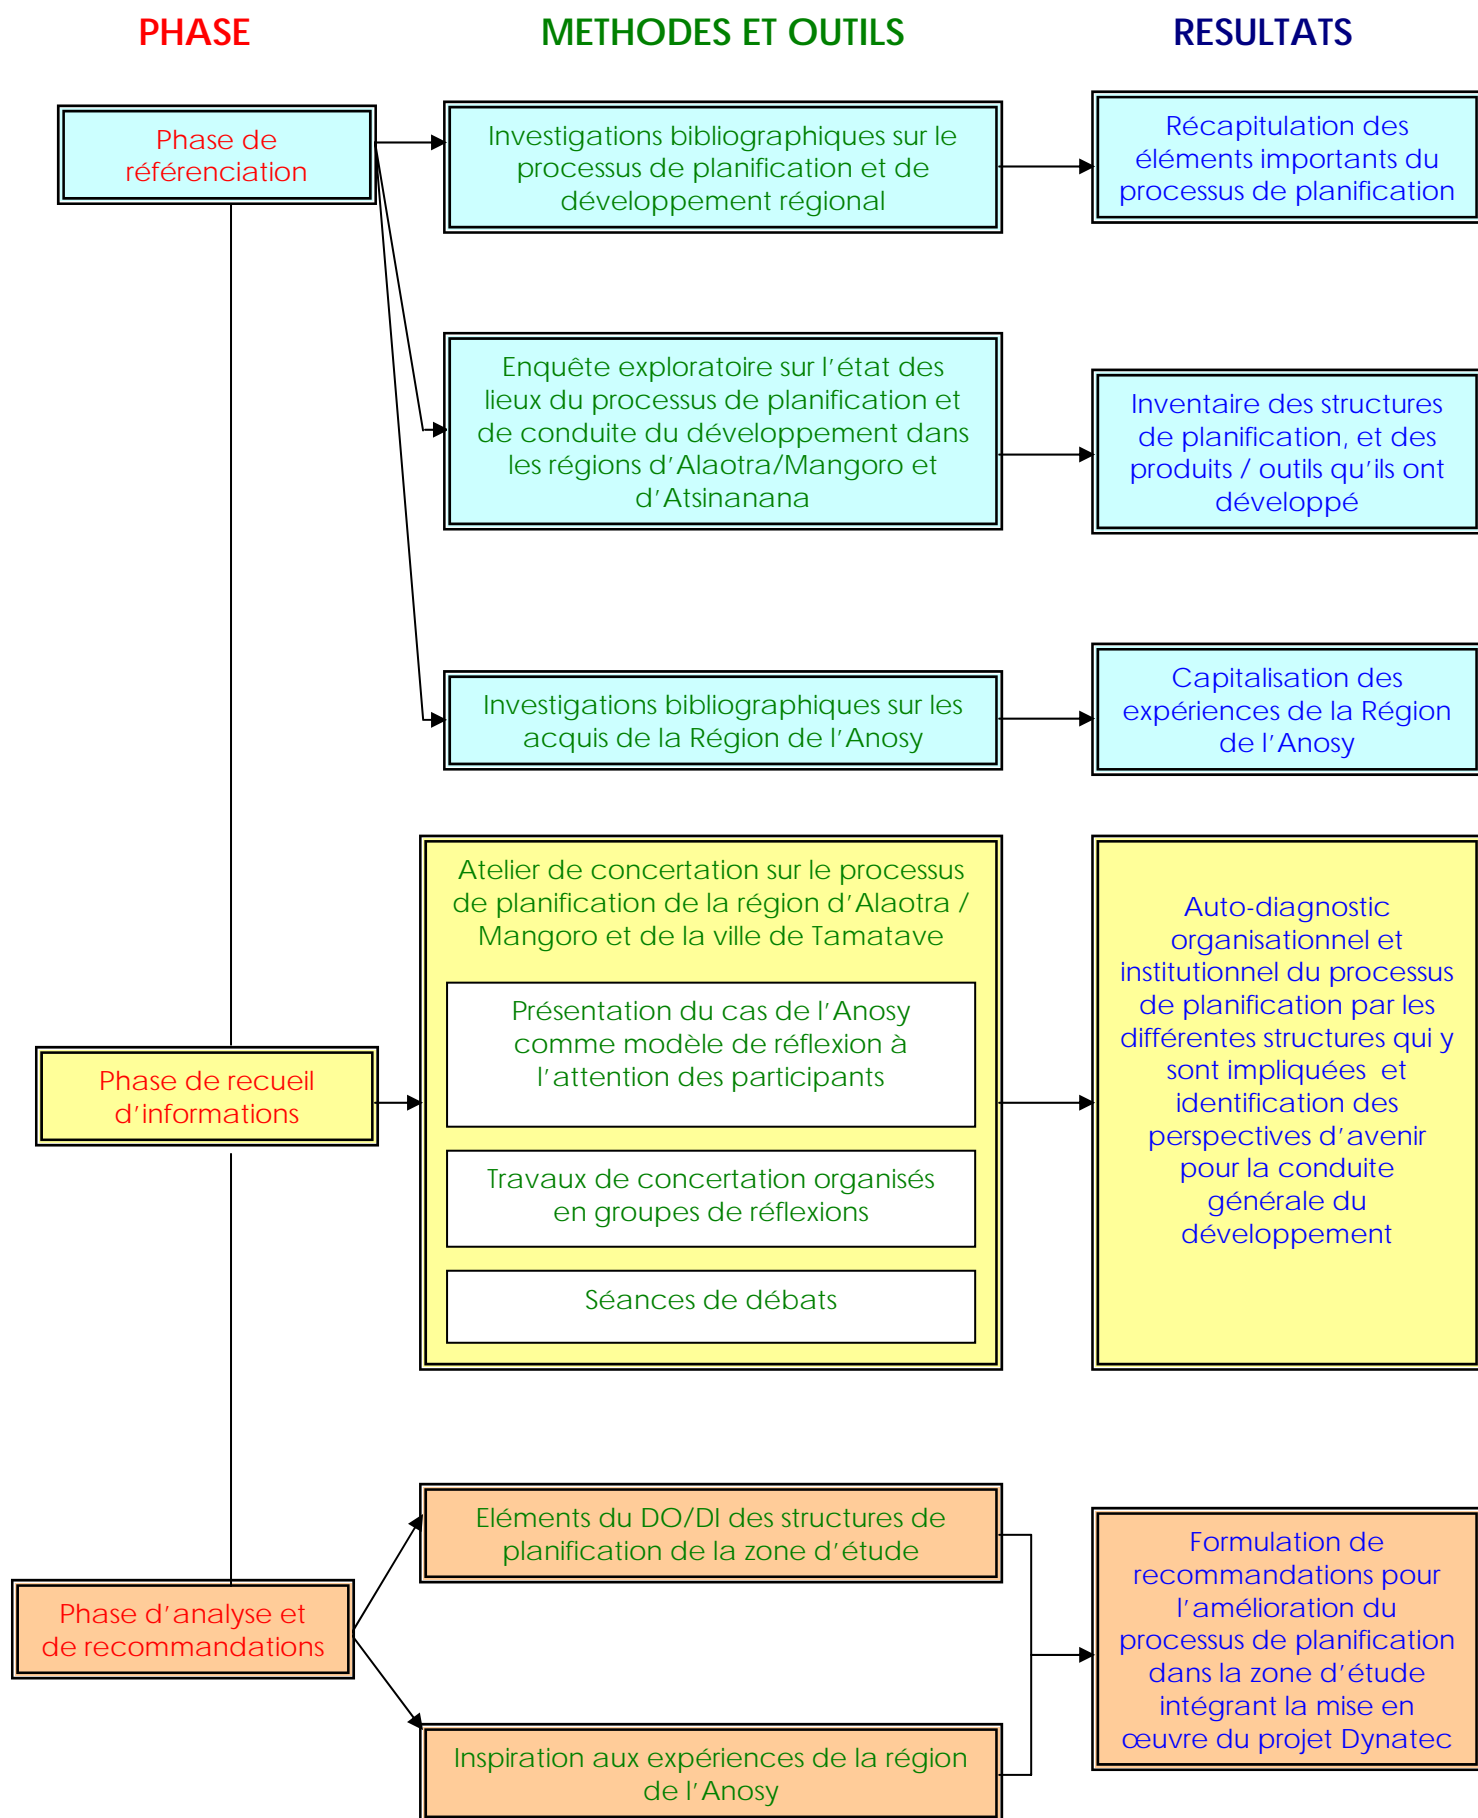 PHASE
METHODES ET OUTILS
RESULTATS
Phase de
référenciation
Investigations bibliographiques sur le
processus de planification et de
développement régional
Récapitulation des
éléments importants du
processus de planification
Enquête exploratoire sur l'état des
lieux du processus de planification et
de conduite du développement dans
les régions d'Alaotra/Mangoro et
d'Atsinanana
Inventaire des structures
de planification, et des
produits / outils qu'ils ont
développé
Investigations bibliographiques sur les
acquis de la Région de l'Anosy
Capitalisation des
expériences de la Région
de l'Anosy
Phase de recueil
d'informations
Atelier de concertation sur le processus
de planification de la région d'Alaotra /
Mangoro et de la ville de Tamatave
Présentation du cas de l'Anosy
comme modèle de réflexion à
l'attention des participants
Travaux de concertation organisés
en groupes de réflexions
Séances de débats
Auto-diagnostic
organisationnel et
institutionnel du processus
de planification par les
différentes structures qui y
sont impliquées et
identification des
perspectives d'avenir
pour la conduite
générale du
développement
Phase d'analyse et
de recommandations
Eléments du DO/DI des structures de
planification de la zone d'étude
Inspiration aux expériences de la région
de l'Anosy
Formulation de
recommandations pour
l'amélioration du
processus de planification
dans la zone d'étude
intégrant la mise en
œuvre du projet Dynatec